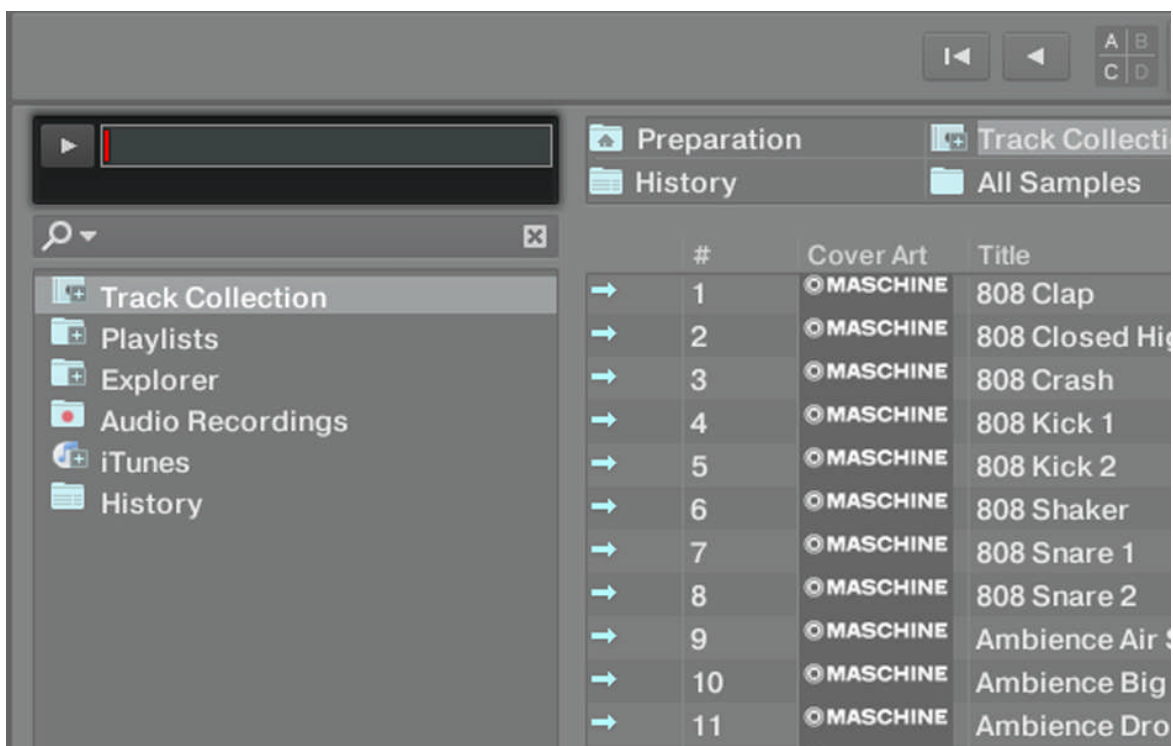 A B
C D
Preparation Track Collecti
History All Samples
# Cover Art Title
Track Collection
Playlists
Explorer
Audio Recordings
iTunes
History
1 MASCHINE 808 Clap
2 MASCHINE 808 Closed Hig
3 MASCHINE 808 Crash
4 MASCHINE 808 Kick 1
5 MASCHINE 808 Kick 2
6 MASCHINE 808 Shaker
7 MASCHINE 808 Snare 1
8 MASCHINE 808 Snare 2
9 MASCHINE Ambience Air S
10 MASCHINE Ambience Big
11 MASCHINE Ambience Dro